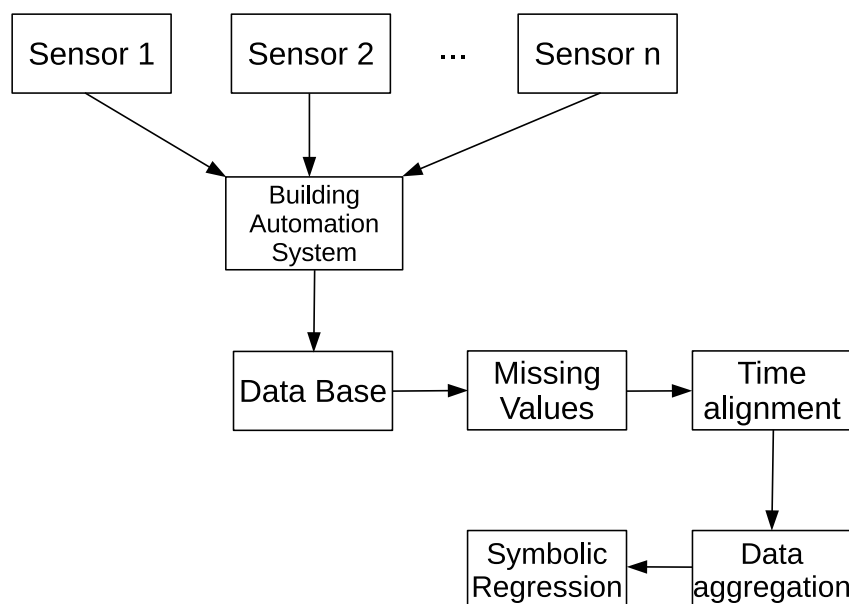 Sensor 1
Sensor 2
...
Sensor n
Building
Automation
System
Data Base
Missing
Values
Time
alignment
Symbolic
Regression
Data
aggregation